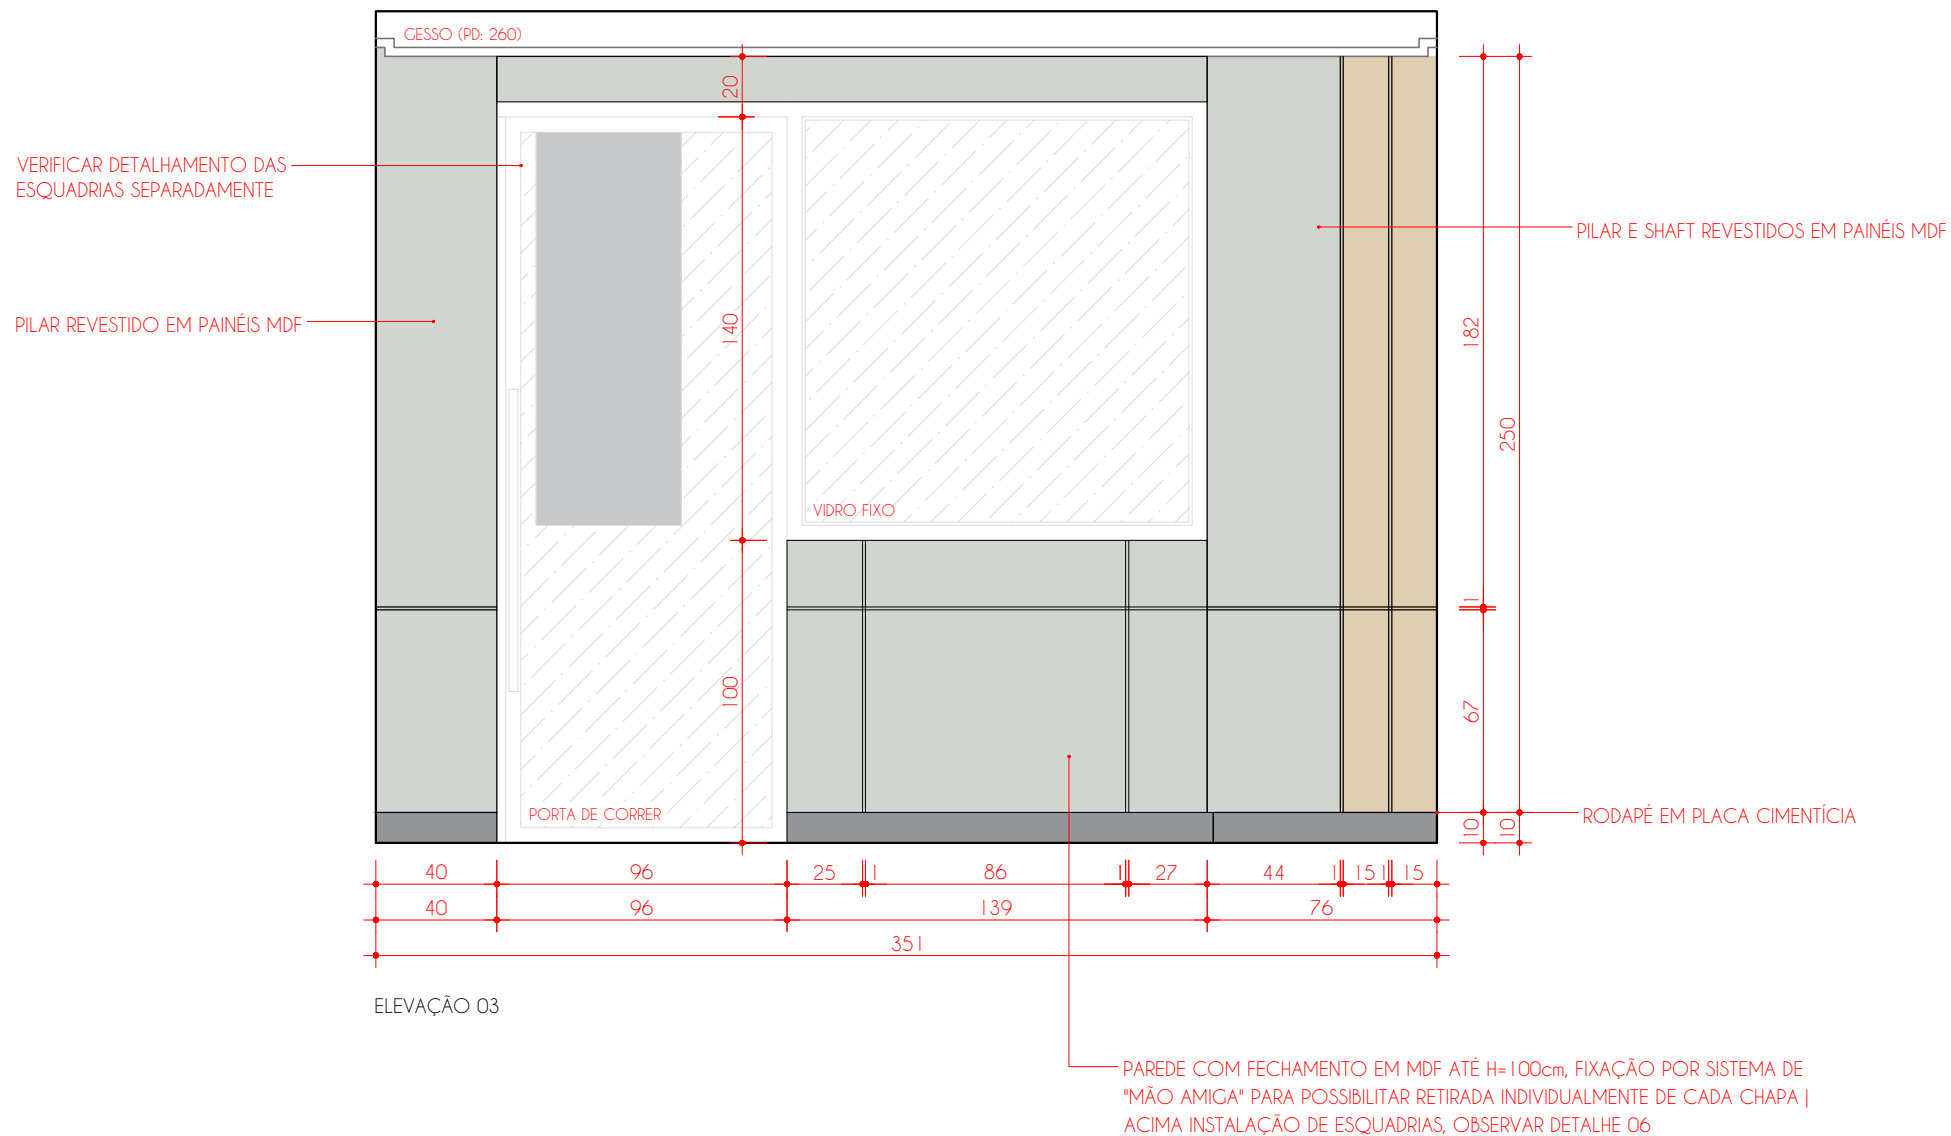 GESSO (PD: 260)
20
VERIFICAR DETALHAMENTO DAS
ESQUADRIAS SEPARADAMENTE
PILAR E SHAFT REVESTIDOS EM PAINÉIS MDF
PILAR REVESTIDO EM PAINÉIS MDF
140
182
250
VIDRO FIXO
1
100
67
PORTA DE CORRER
RODAPÉ EM PLACA CIMENTÍCIA
10 10
40 96 25 1 86 1 27 44 1 15 1 15
40 96 139 76
351
ELEVAÇÃO 03
PAREDE COM FECHAMENTO EM MDF ATÉ H=100cm, FIXAÇÃO POR SISTEMA DE
"MÃO AMIGA" PARA POSSIBILITAR RETIRADA INDIVIDUALMENTE DE CADA CHAPA |
ACIMA INSTALAÇÃO DE ESQUADRIAS, OBSERVAR DETALHE 06